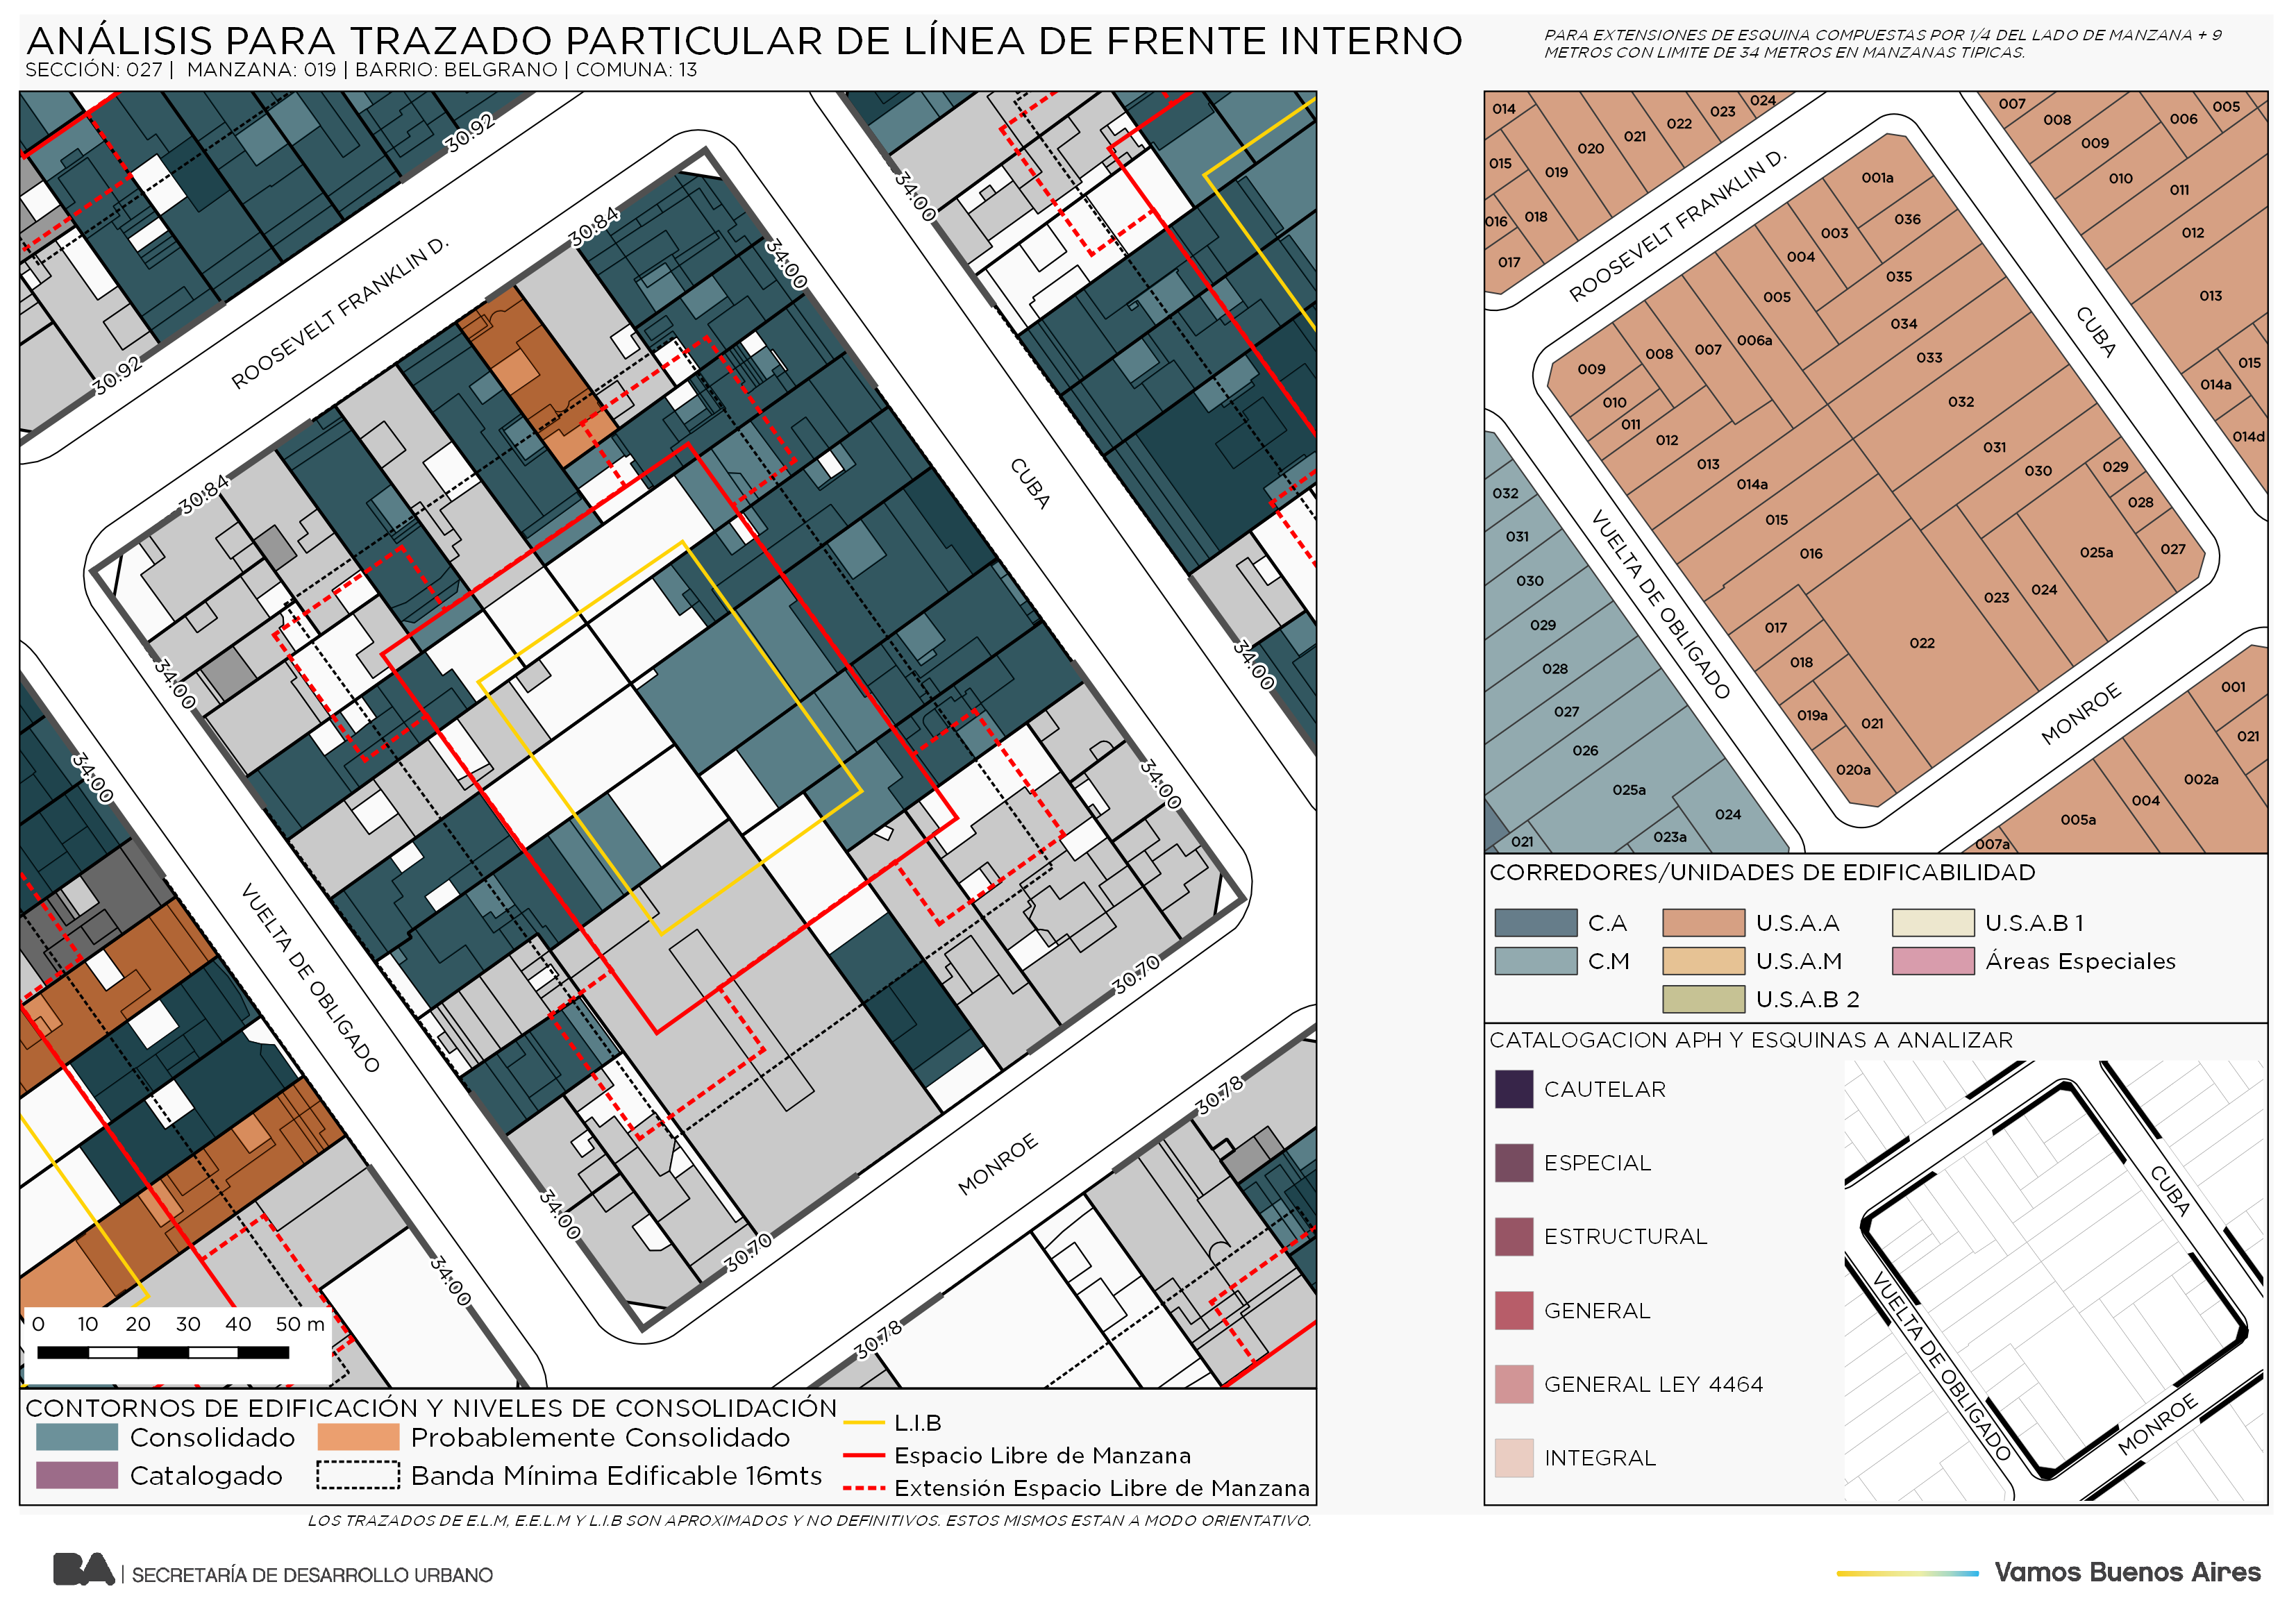 ANÁLISIS PARA TRAZADO PARTICULAR DE LÍNEA DE FRENTE INTERNO
SECCIÓN: 027 | MANZANA: 019 | BARRIO: BELGRANO | COMUNA: 13
PARA EXTENSIONES DE ESQUINA COMPUESTAS POR 1/4 DEL LADO DE MANZANA + 9
METROS CON LIMITE DE 34 METROS EN MANZANAS TIPICAS.
30.92
30.92
ROOSEVELT FRANKLIN D.
30.84
30.84
34.00
34.00
CUBA
34.00
34.00
34.00
34.00
VUELTA DE OBLIGADO
34.00
34.00
30.70
30.70
MONROE
30.78
30.78
0 10 20 30 40 50 m
CONTORNOS DE EDIFICACIÓN Y NIVELES DE CONSOLIDACIÓN
Consolidado
Probablemente Consolidado
Catalogado
Banda Mínima Edificable 16mts
L.I.B
Espacio Libre de Manzana
Extensión Espacio Libre de Manzana
LOS TRAZADOS DE E.L.M, E.E.L.M Y L.I.B SON APROXIMADOS Y NO DEFINITIVOS. ESTOS MISMOS ESTAN A MODO ORIENTATIVO.
014
015
016
017
018
019
020
021
022
023
024
007
008
009
010
011
012
013
005
006
015
014a
014d
ROOSEVELT FRANKLIN D.
CUBA
VUELTA DE OBLIGADO
MONROE
001a
036
003
004
035
005
034
006a
033
007
008
009
032
010
011
012
031
013
030
029
014a
028
015
027
016
025a
024
023
017
022
018
019a
021
020a
032
031
030
029
028
027
026
025a
024
023a
021
001
021
002a
004
005a
007a
CORREDORES/UNIDADES DE EDIFICABILIDAD
C.A
U.S.A.A
U.S.A.B 1
C.M
U.S.A.M
Áreas Especiales
U.S.A.B 2
CATALOGACION APH Y ESQUINAS A ANALIZAR
CAUTELAR
ESPECIAL
ESTRUCTURAL
GENERAL
GENERAL LEY 4464
INTEGRAL
CUBA
VUELTA DE OBLIGADO
MONROE
BA | SECRETARÍA DE DESARROLLO URBANO
Vamos Buenos Aires